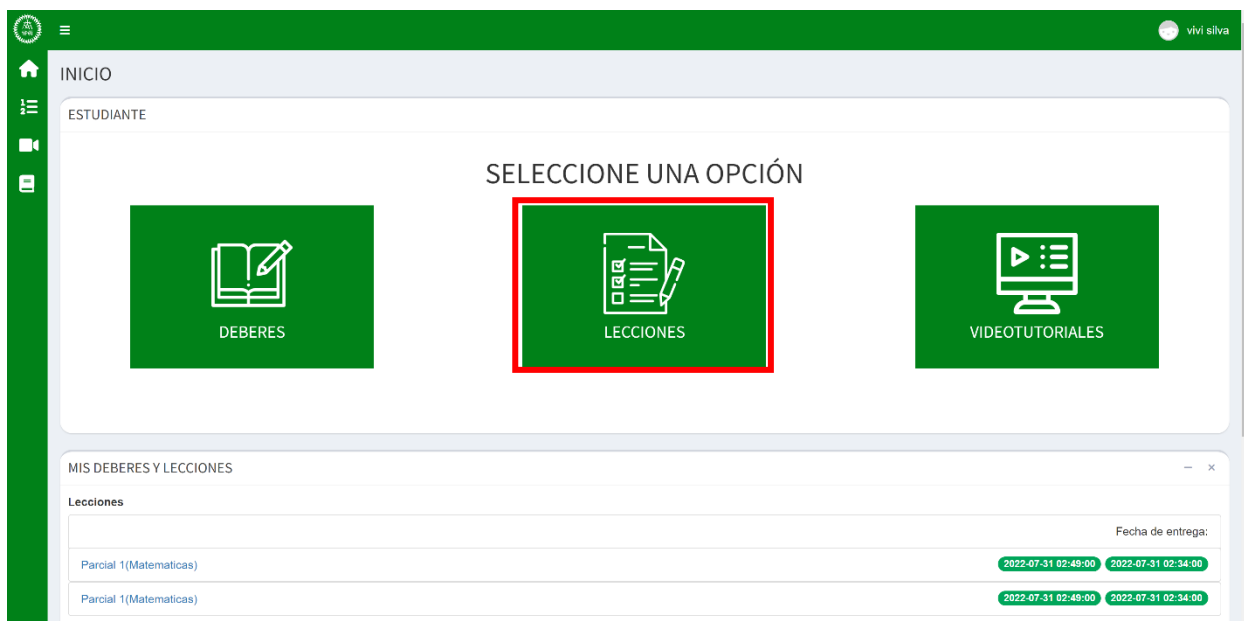 vivi silva
INICIO
ESTUDIANTE
SELECCIONE UNA OPCIÓN
DEBERES
LECCIONES
VIDEOTUTORIALES
MIS DEBERES Y LECCIONES
Lecciones
Fecha de entrega:
Parcial 1(Matematicas) 2022-07-31 02:49:00 2022-07-31 02:34:00
Parcial 1(Matematicas) 2022-07-31 02:49:00 2022-07-31 02:34:00